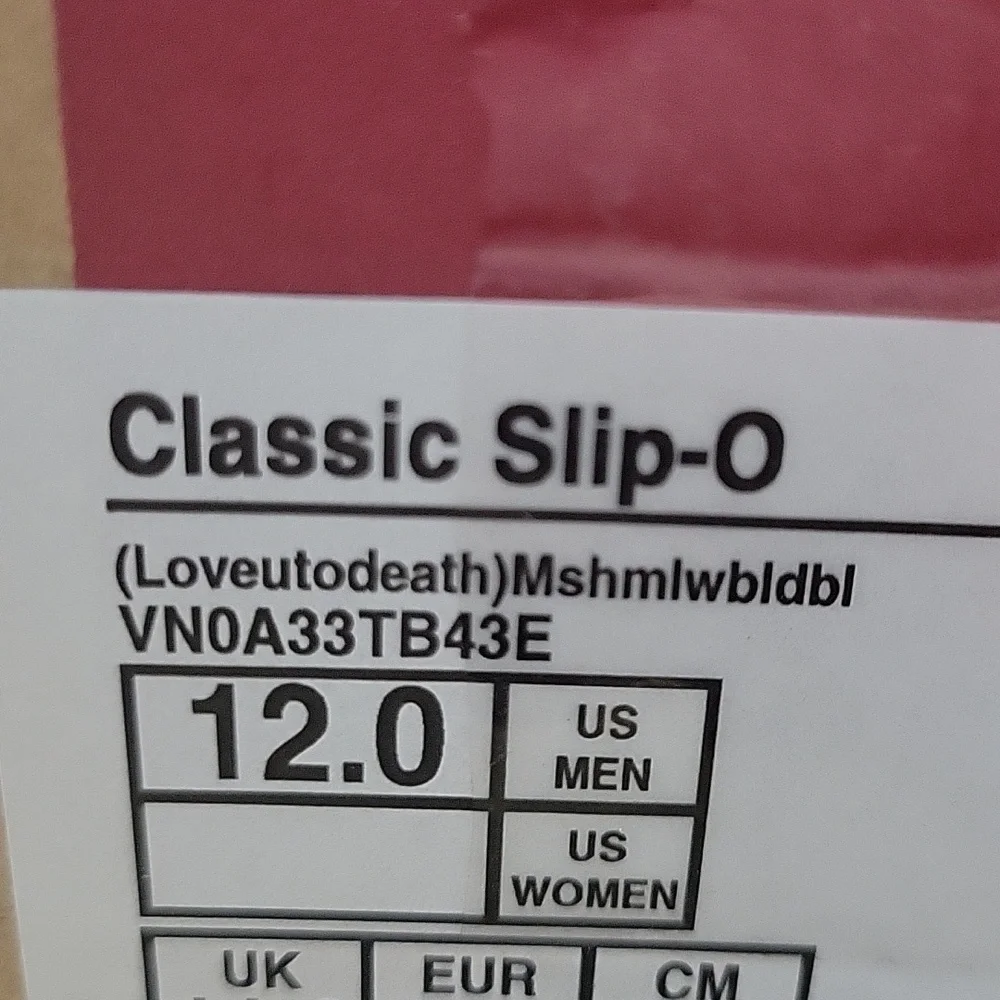 Classic Slip-O
(Loveutodeath)Mshmlwbldbl
VN0A33TB43E
12.0 US MEN
US WOMEN
UK EUR CM